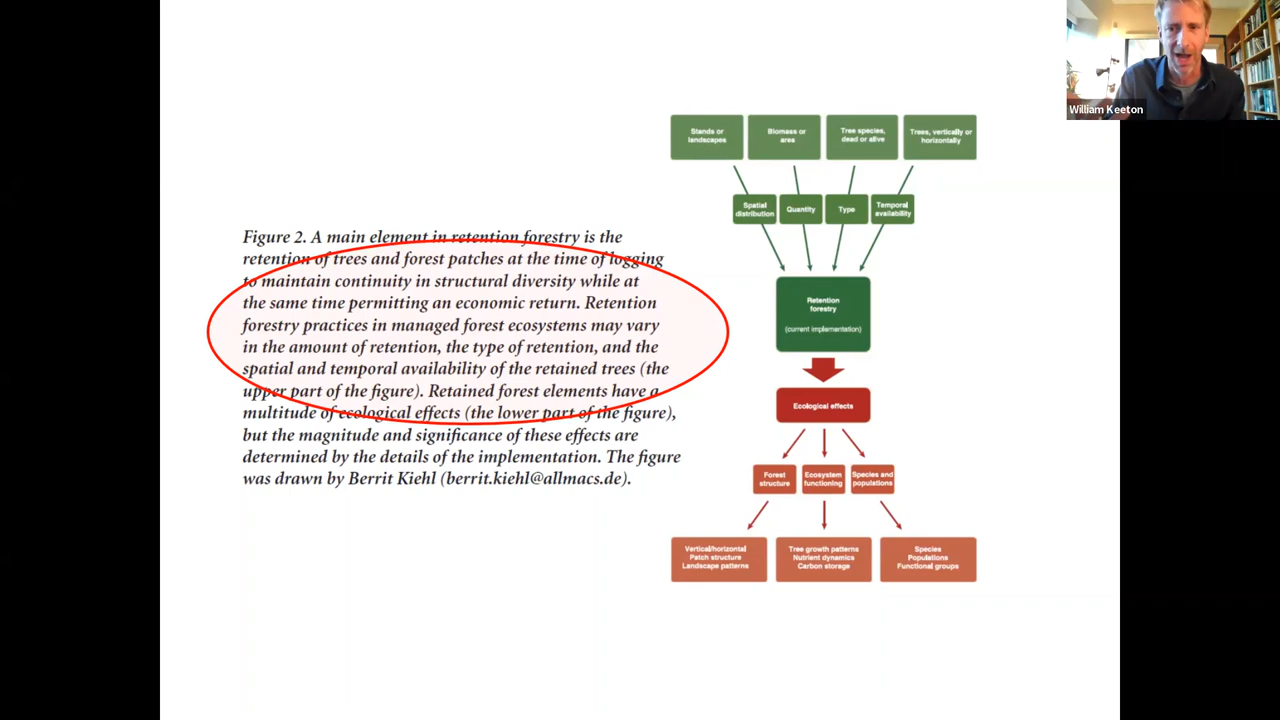 William Keeton
Stands or
landscapes
Biomass or
area
Tree species,
dead or alive
Trees, vertically or
horizontally
Spatial
distribution
Quantity
Type
Temporal
availability
Retention
forestry
(current implementation)
Ecological effects
Forest
structure
Ecosystem
functioning
Species and
populations
Vertical/horizontal
Patch structure
Landscape patterns
Tree growth patterns
Nutrient dynamics
Carbon storage
Species
Populations
Functional groups
Figure 2. A main element in retention forestry is the
retention of trees and forest patches at the time of logging
to maintain continuity in structural diversity while at
the same time permitting an economic return. Retention
forestry practices in managed forest ecosystems may vary
in the amount of retention, the type of retention, and the
spatial and temporal availability of the retained trees (the
upper part of the figure). Retained forest elements have a
multitude of ecological effects (the lower part of the figure),
but the magnitude and significance of these effects are
determined by the details of the implementation. The figure
was drawn by Berrit Kiehl (berrit.kiehl@allmacs.de).